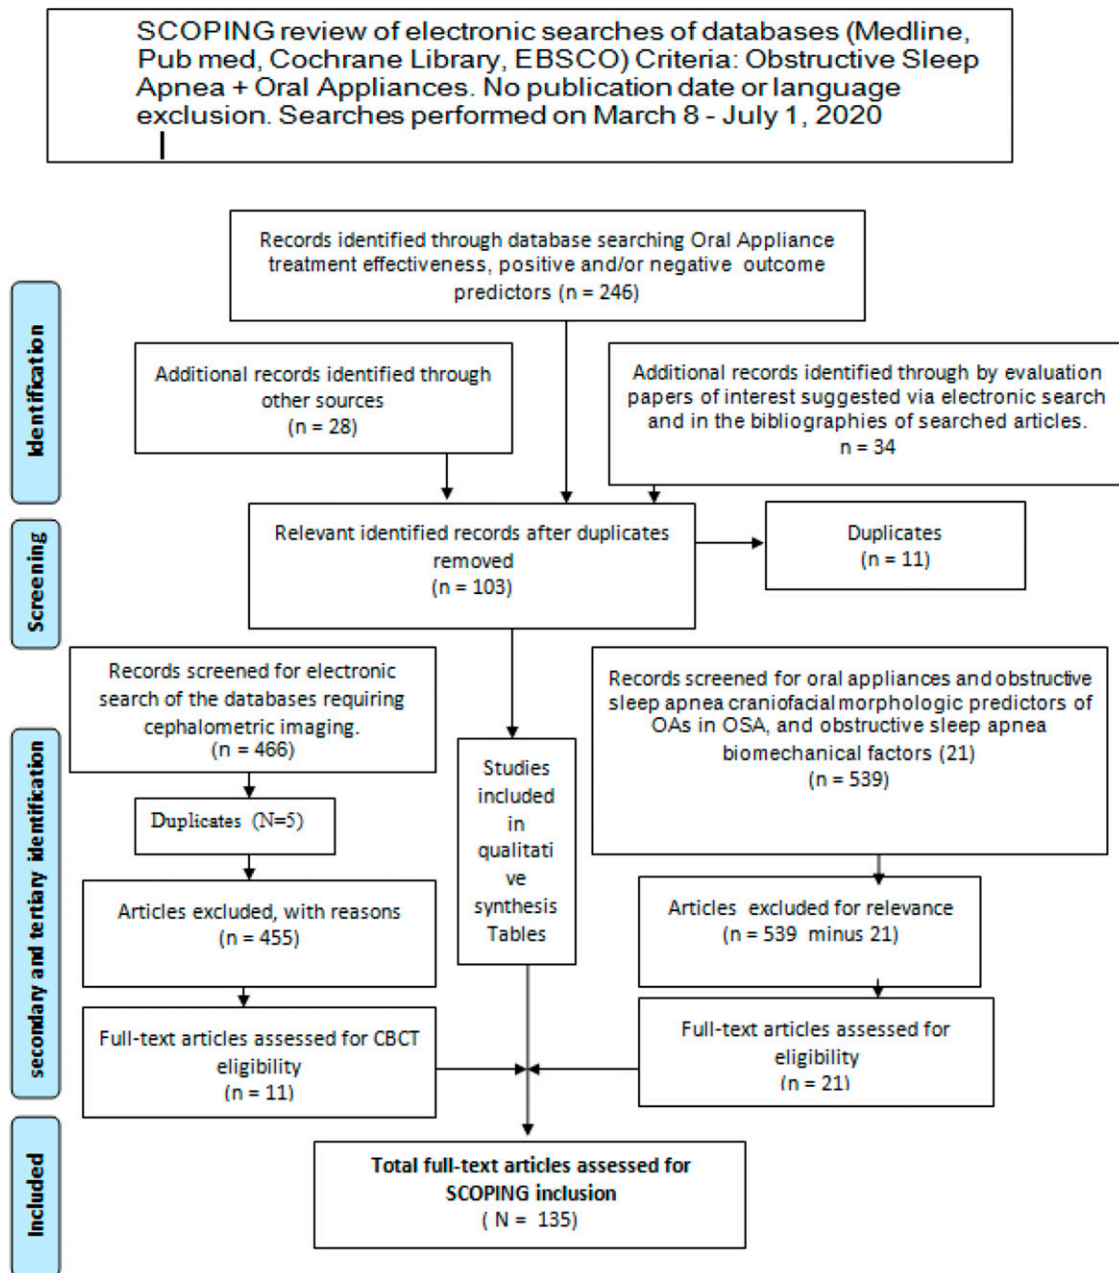 SCOPING review of electronic searches of databases (Medline,
Pub med, Cochrane Library, EBSCO) Criteria: Obstructive Sleep
Apnea + Oral Appliances. No publication date or language
exclusion. Searches performed on March 8 - July 1, 2020
Records identified through database searching Oral Appliance
treatment effectiveness, positive and/or negative outcome
predictors (n = 246)
Identification
Additional records identified through
other sources
(n = 28)
Additional records identified through by evaluation
papers of interest suggested via electronic search
and in the bibliographies of searched articles.
n = 34
Screening
Relevant identified records after duplicates
removed
(n = 103)
Duplicates
(n = 11)
secondary and tertiary identification
Records screened for electronic
search of the databases requiring
cephalometric imaging.
(n = 466)
Duplicates (N=5)
Articles excluded, with reasons
(n = 455)
Full-text articles assessed for CBCT
eligibility
(n = 11)
Studies
included
in
qualitati
ve
synthesis
Tables
Records screened for oral appliances and obstructive
sleep apnea craniofacial morphologic predictors of
OAs in OSA, and obstructive sleep apnea
biomechanical factors (21)
(n = 539)
Articles excluded for relevance
(n = 539 minus 21)
Full-text articles assessed for
eligibility
(n = 21)
Included
Total full-text articles assessed for
SCOPING inclusion
( N = 135)